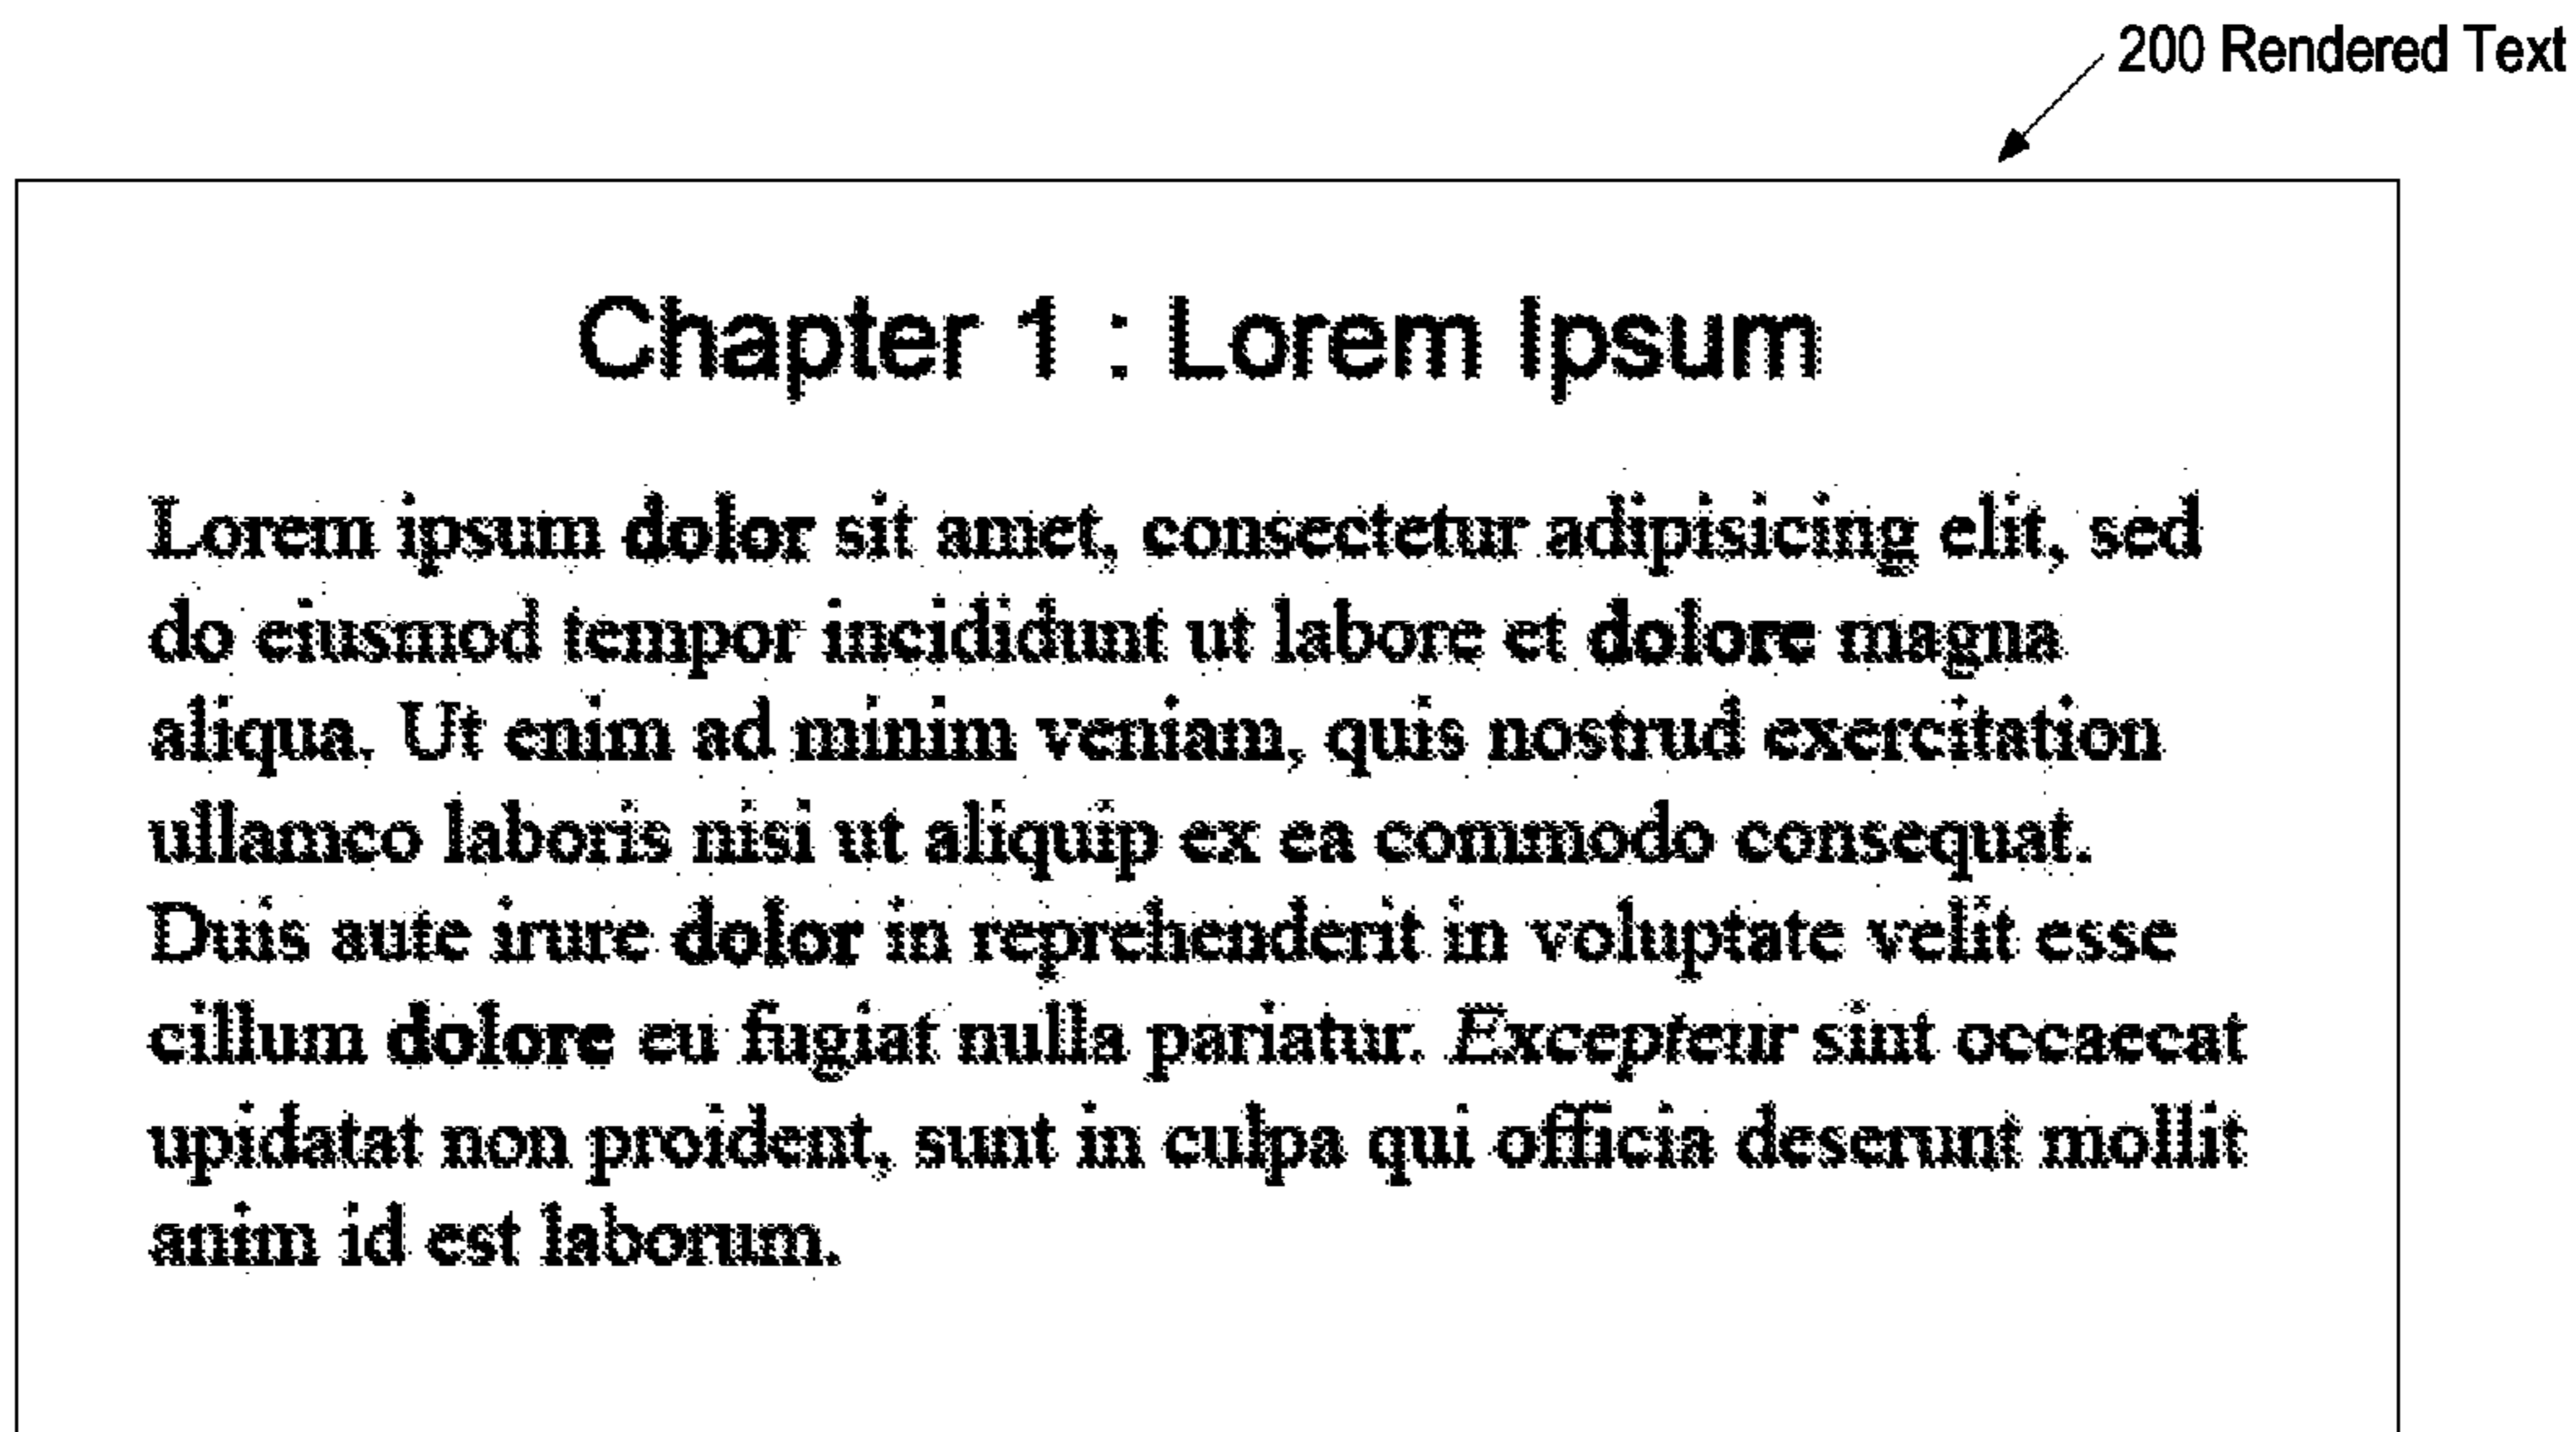 200 Rendered Text
Chapter 1 : Lorem Ipsum
Lorem ipsum dolor sit amet, consectetur adipisicing elit, sed
do eiusmod tempor incididunt ut labore et dolore magna
aliqua. Ut enim ad minim veniam, quis nostrud exercitation
ullamco laboris nisi ut aliquip ex ea commodo consequat.
Duis aute irure dolor in reprehenderit in voluptate velit esse
cillum dolore eu fugiat nulla pariatur. Excepteur sint occaecat
upidatat non proident, sunt in culpa qui officia deserunt mollit
anim id est laborum.